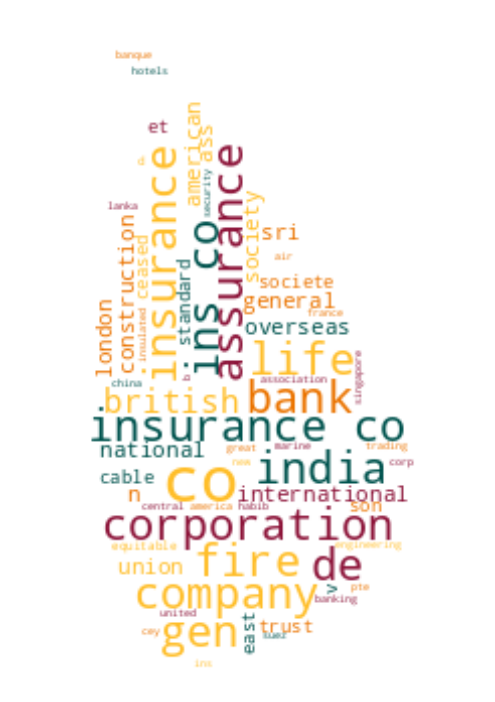 banque
hotels
et
american
ass
d
insurance
assurance
security
lanka
ins co
society
sri
construction
ceased
standard
air
london
insulated
societe
general
france
overseas
b
life
china
association
singapore
british
bank
insurance co
national
great
marine
trading
cable
new
india
corp
co
n
international
central
america
habib
son
corporation
equitable
engineering
union
fire
de
company
v
pte
banking
united
gen
east
trust
cey
suez
ins